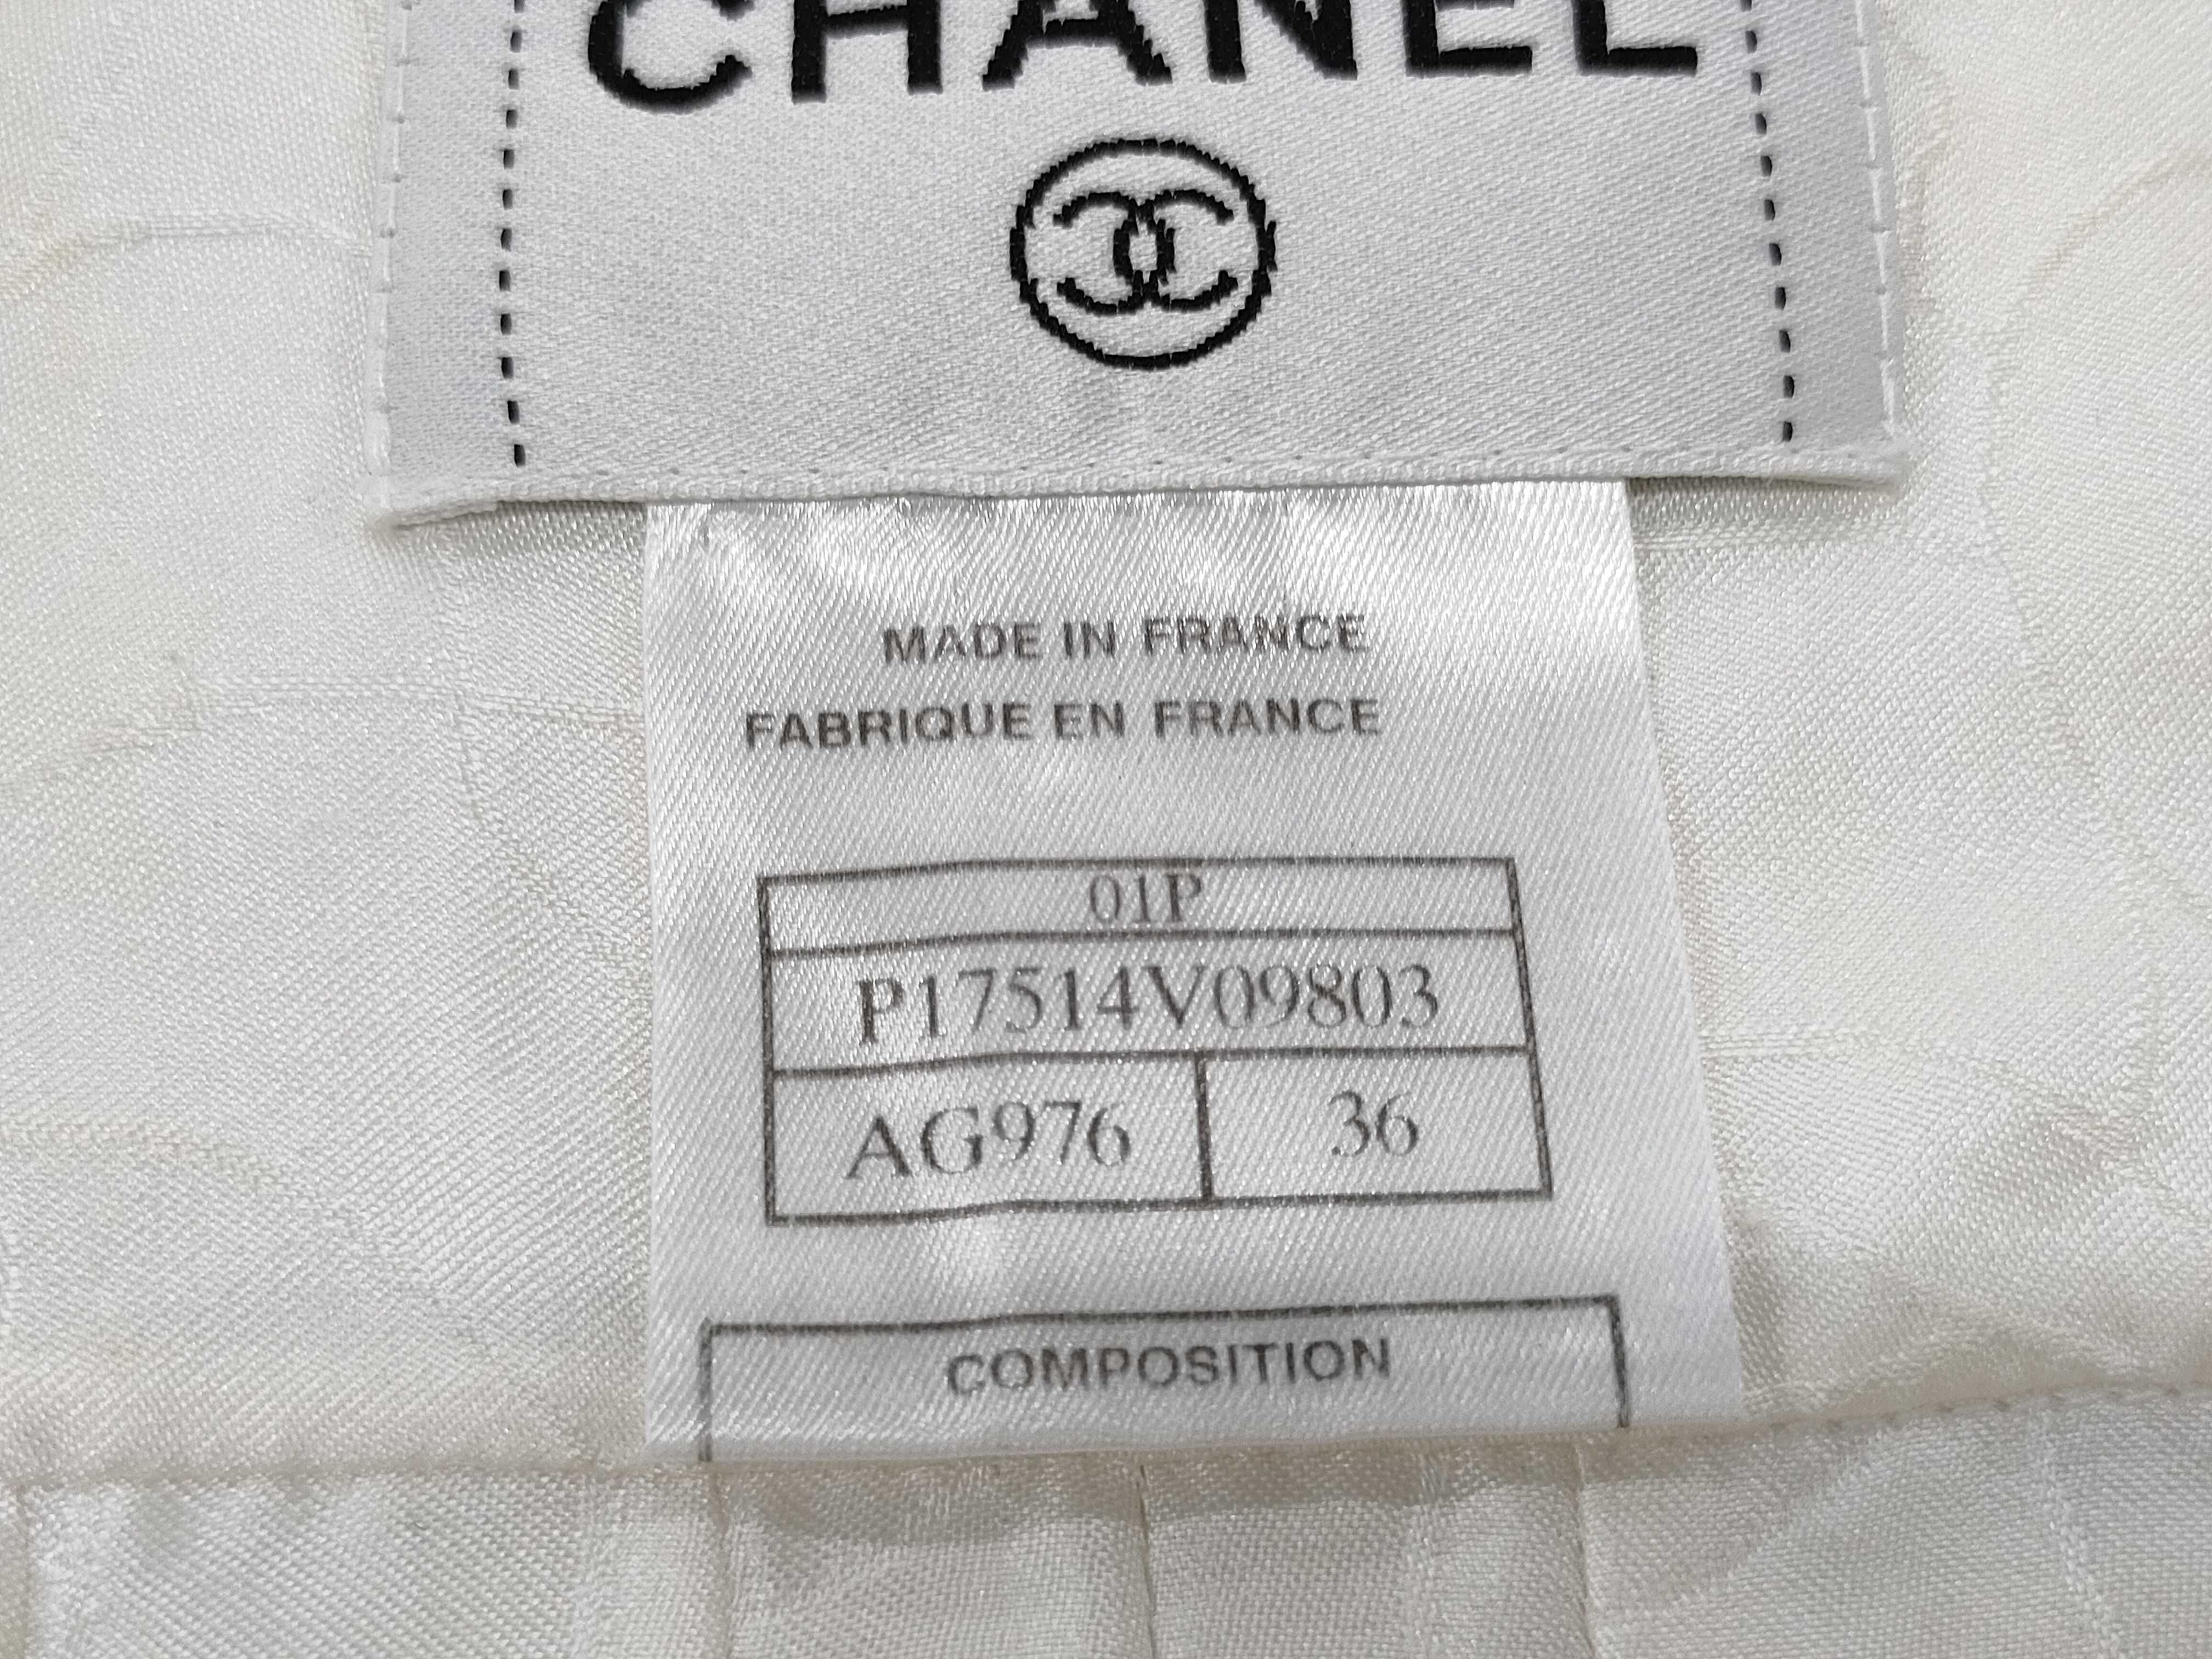 CHANEL
MADE IN FRANCE
FABRIQUE EN FRANCE
01P
P17514V09803
AG976 36
COMPOSITION